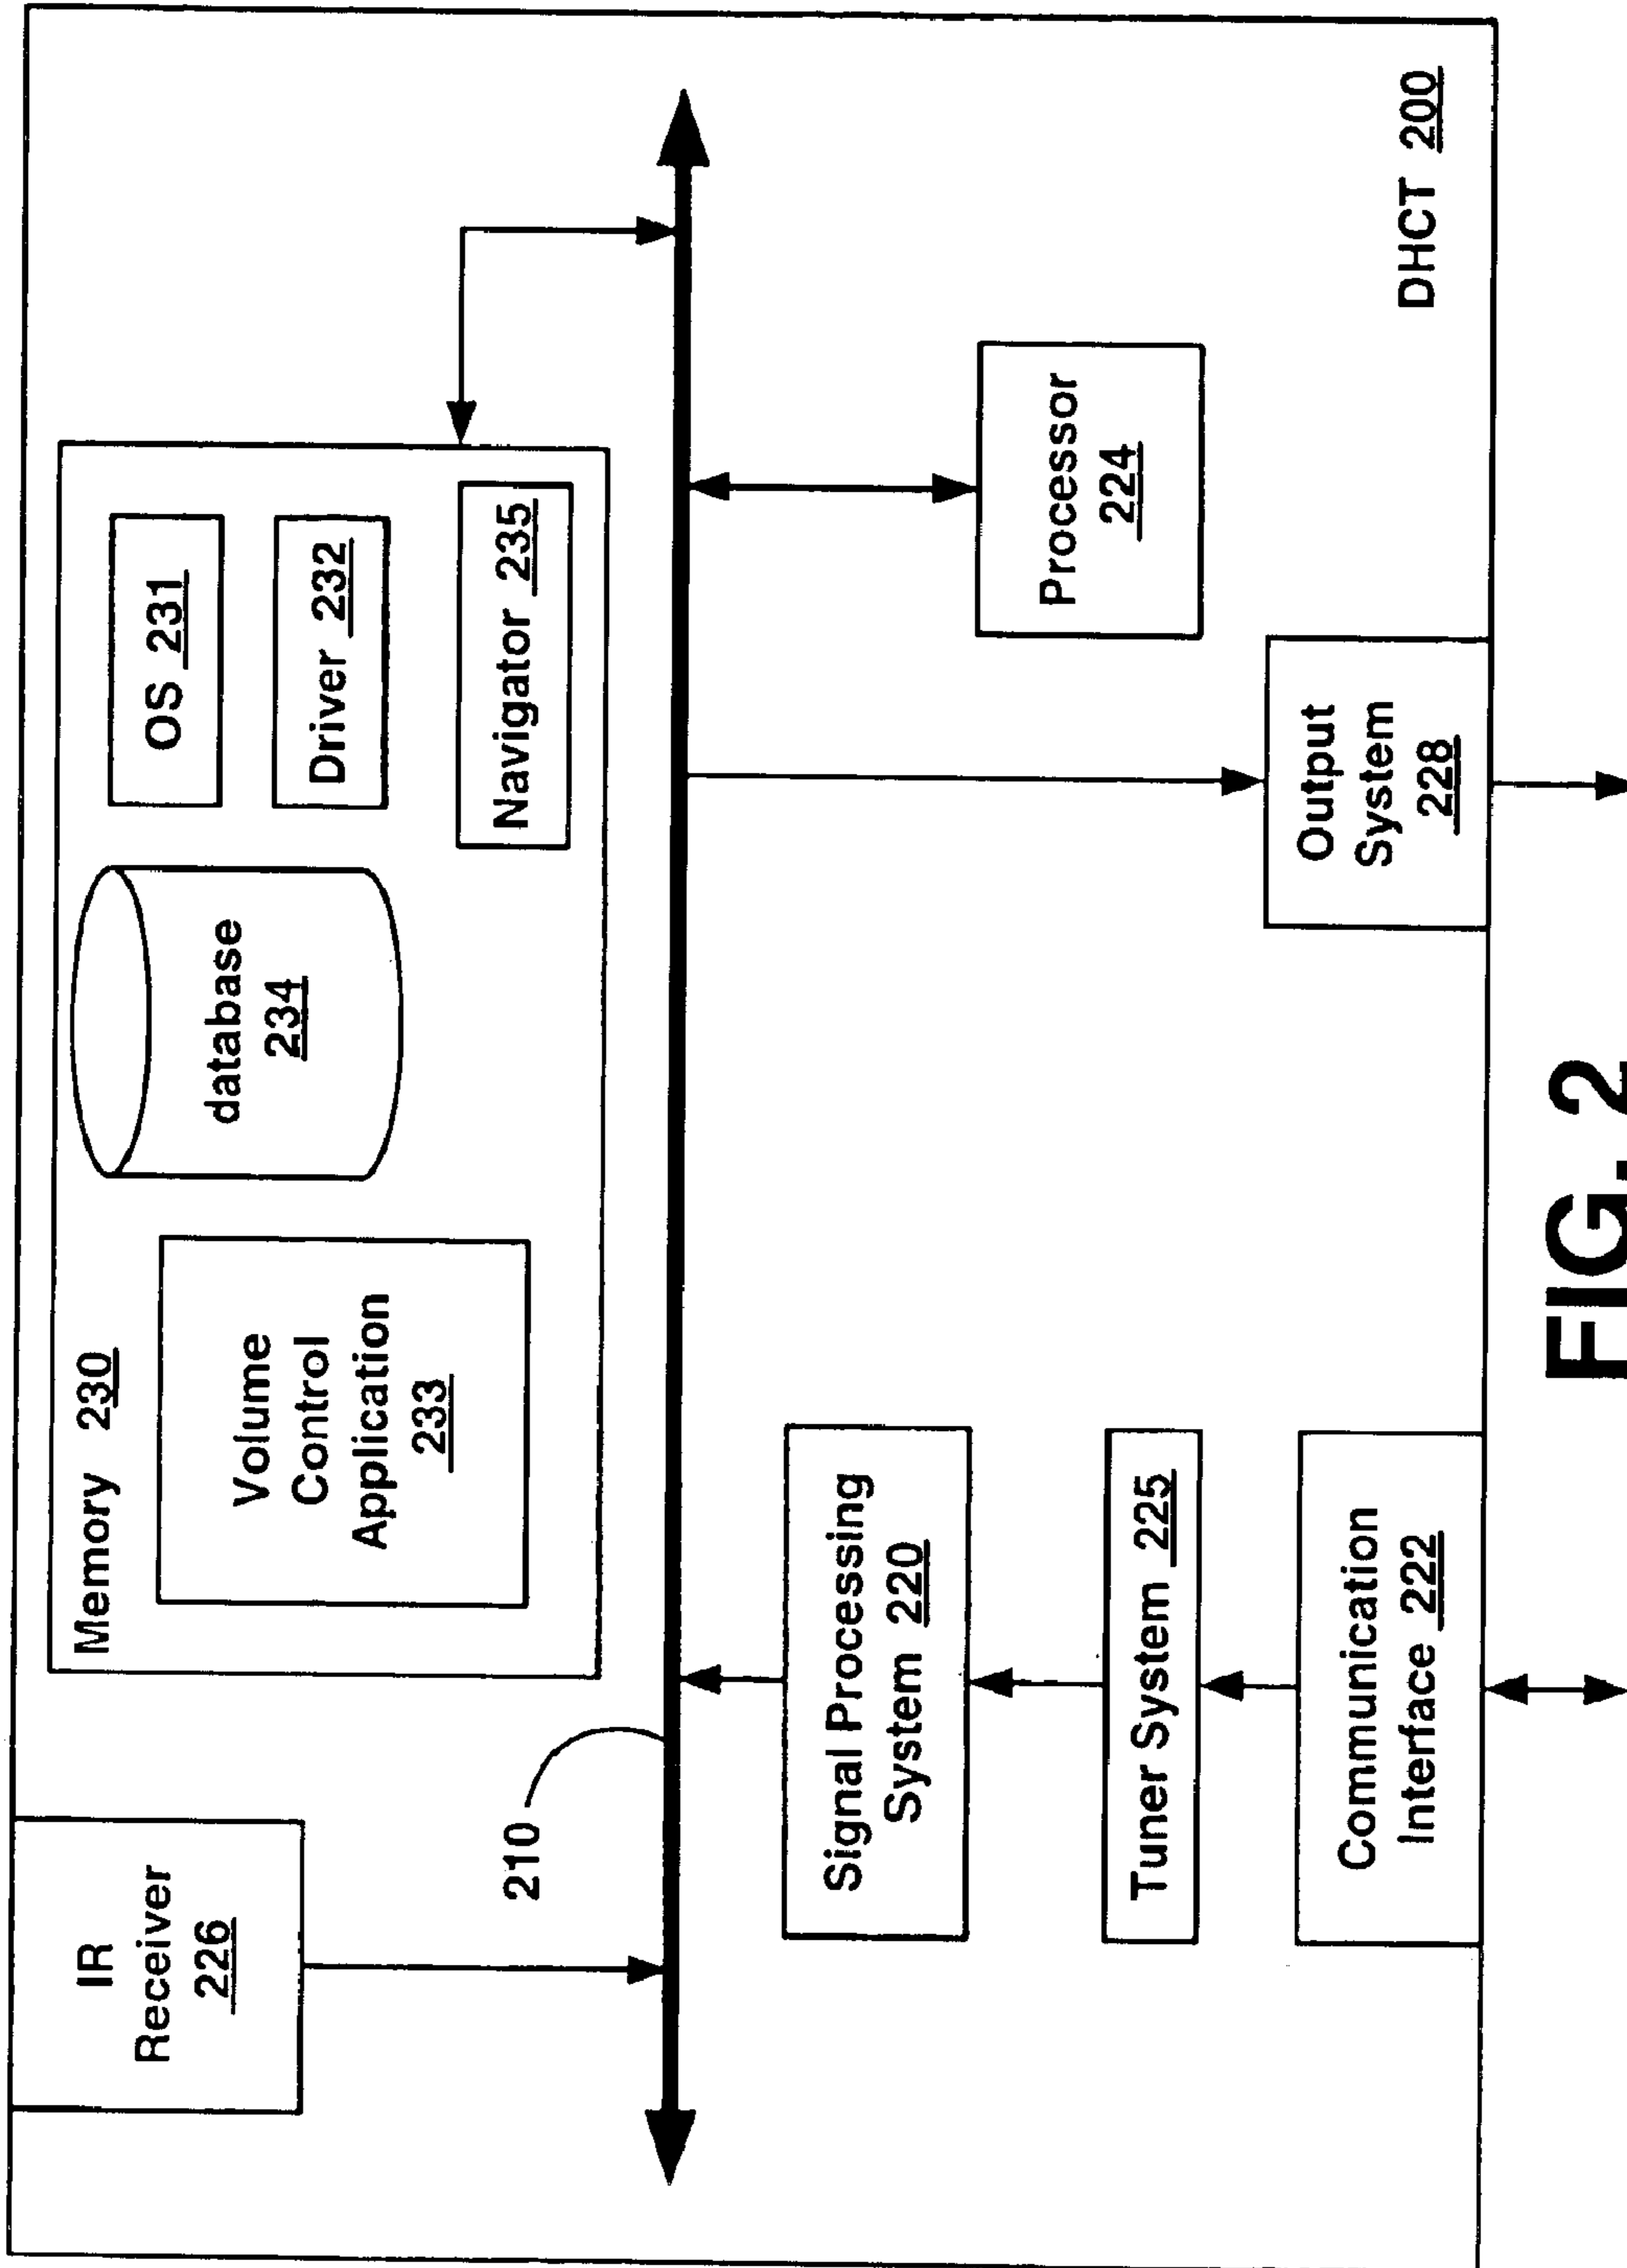 IR
Receiver
226
Memory 230
Volume
Control
Application
233
database
234
OS 231
Driver 232
Navigator 235
210
Signal Processing
System 220
Tuner System 225
Communication
Interface 222
Processor
224
Output
System
228
DHCT 200
FIG. 2